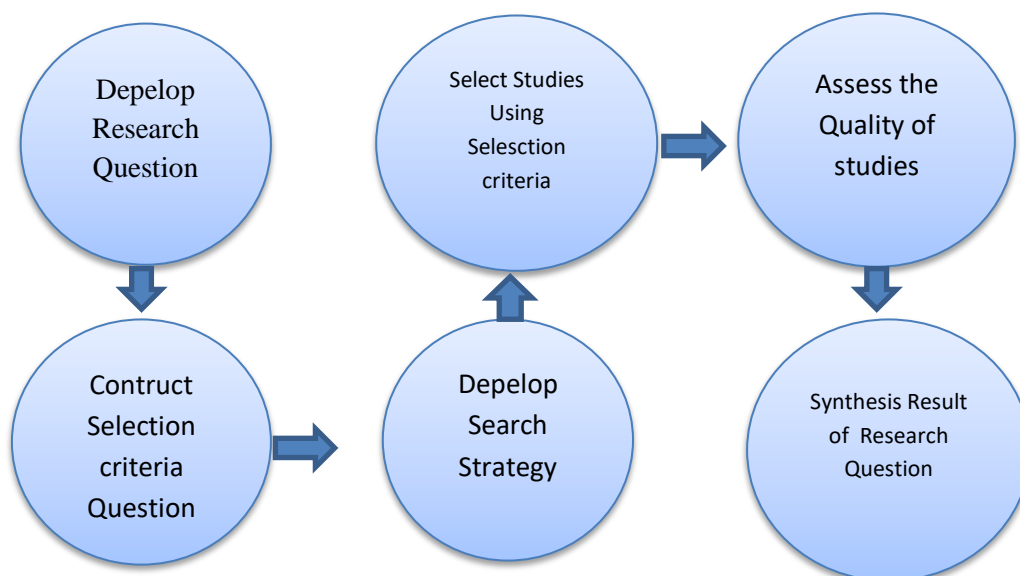 Depelop
Research
Question
Contruct
Selection
criteria
Question
Depelop
Search
Strategy
Select Studies
Using
Selesction
criteria
Assess the
Quality of
studies
Synthesis Result
of Research
Question